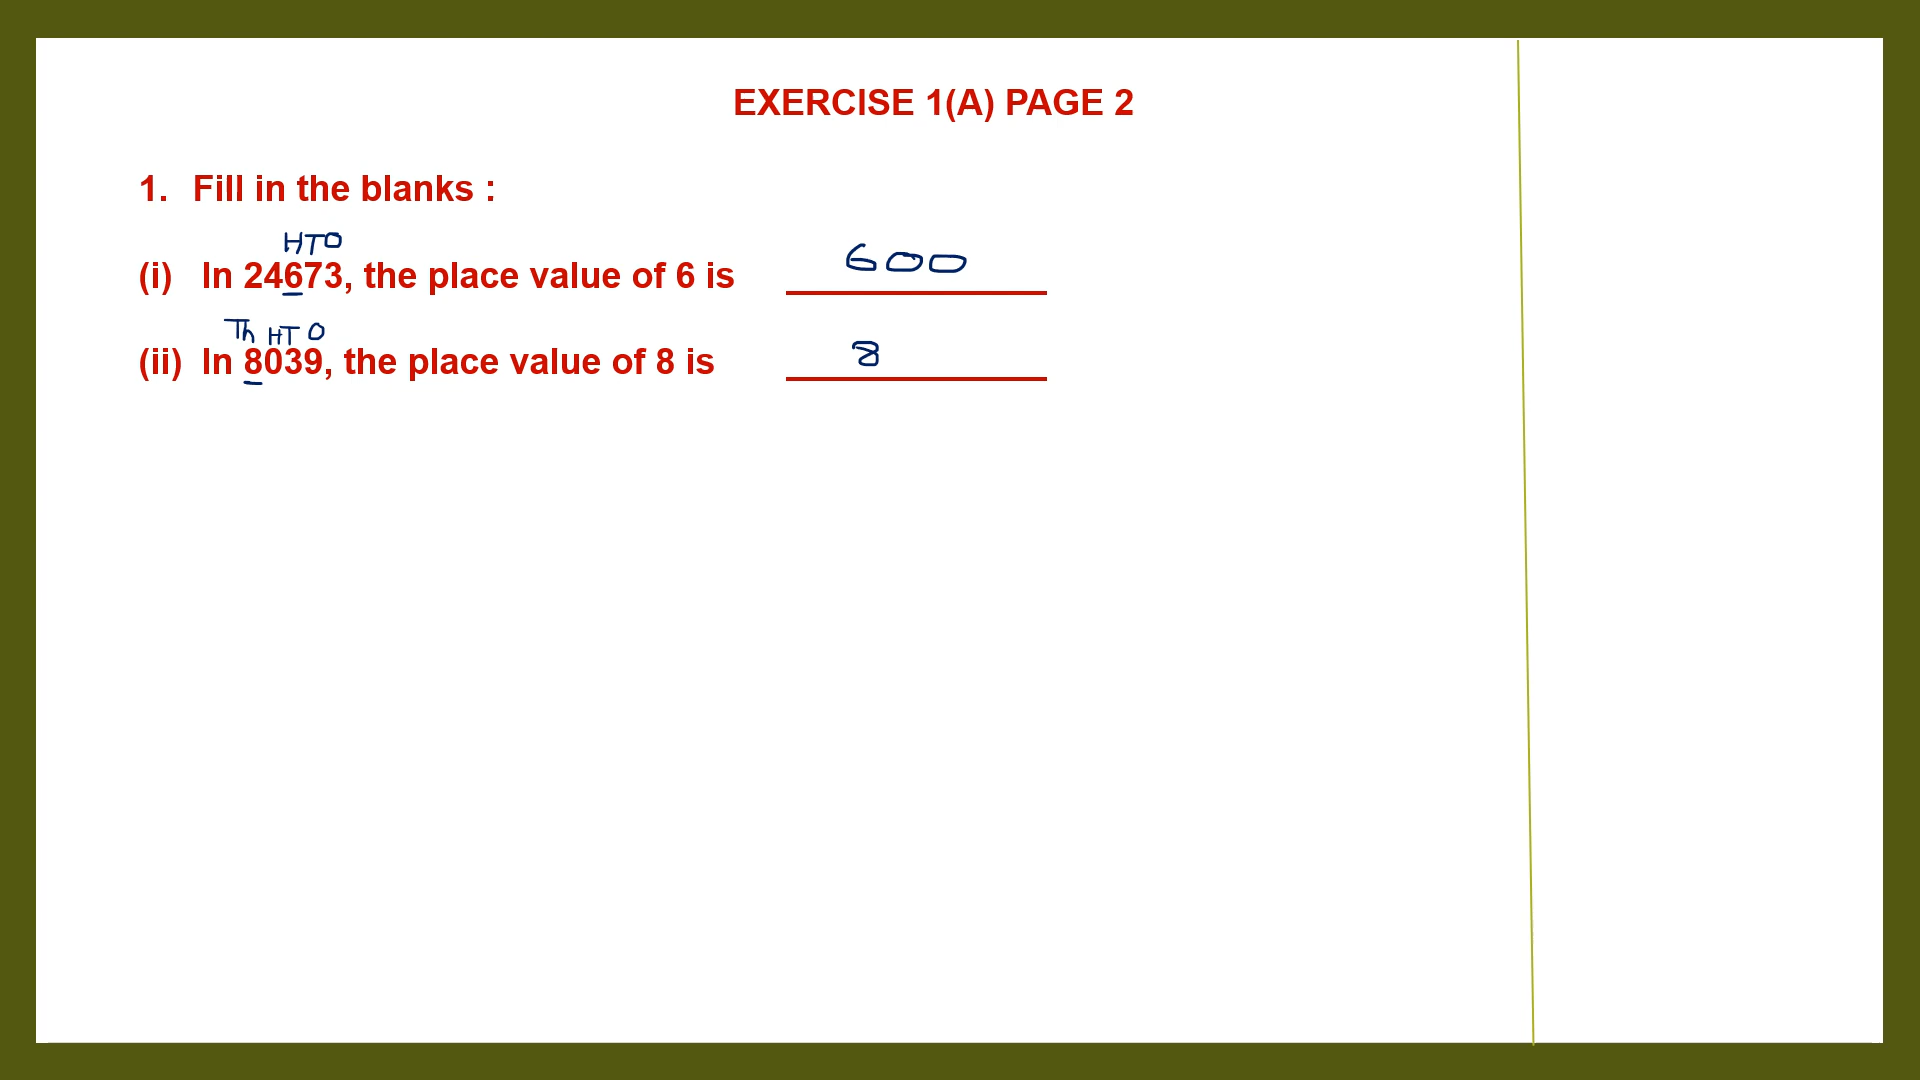 EXERCISE 1(A) PAGE 2
1. Fill in the blanks :
HTO
(i) In 24673, the place value of 6 is 600
Th HT O
(ii) In 8039, the place value of 8 is 8